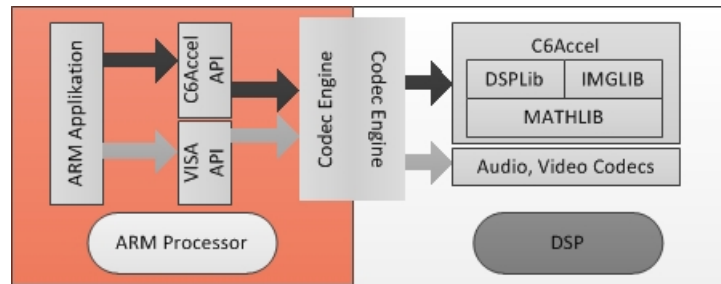 ARM Applikation
C6Accel
API
VISA
API
Codec Engine
Codec Engine
C6Accel
DSPLib
IMGLIB
MATHLIB
Audio, Video Codecs
ARM Processor
DSP